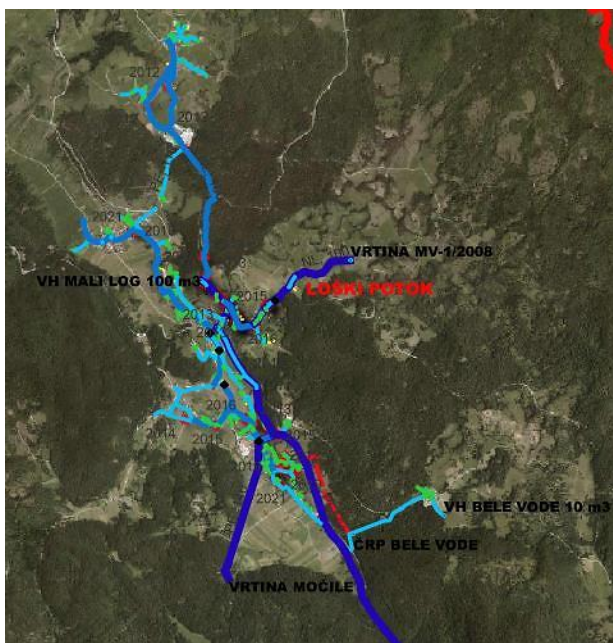 2012
2021
VRTINA MV-1/2008
VH MALI LOG 100 m3
LOŠKI POTOK
2015
2013
2016
2014
2015
2021
VH BELE VODE 10 m3
ČRP BELE VODE
VRTINA MOČILE